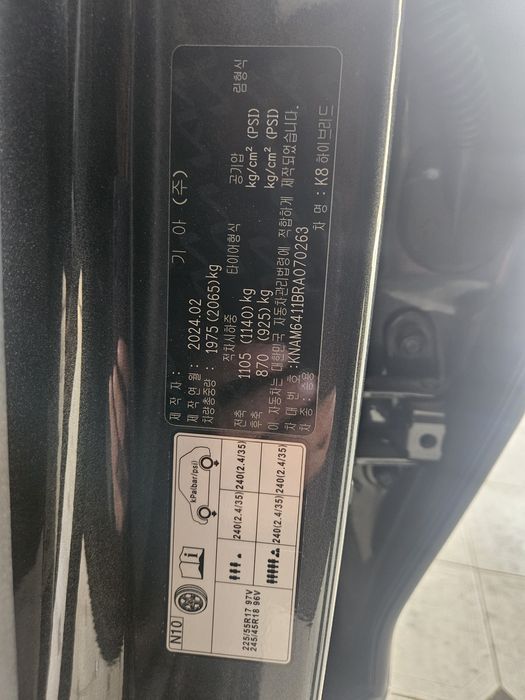 제 작 자 : 기 아 (주)
제 작 연 월 : 2024.02
차량총중량 : 1975 (2065)kg
적차시하중 타이어형식 공기압 림형식
전축 1105 (1140)kg kg/cm² (PSI)
후축 870 (925)kg kg/cm² (PSI)
이 자동차는 대한민국 자동차관리법령에 적합하게 제작되었습니다.
차 대 번 호 : KNAM6411BRA070263
차 종 : 승 용 차 명 : K8 하이브리드
N10
i
kPa(bar/psi)
225/55R17 97V
245/45R18 96V
240(2.4/35) 240(2.4/35)
240(2.4/35) 240(2.4/35)